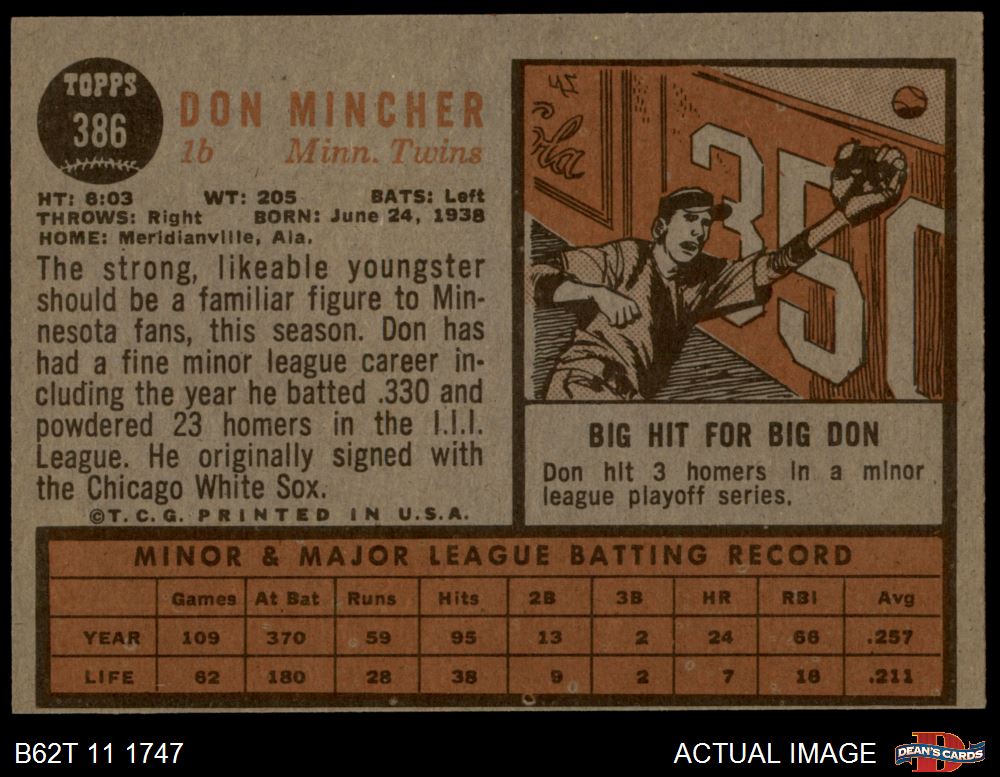 TOPPS
386
DON MINCHER
1b Minn. Twins
HT: 6:03 WT: 205 BATS: Left
THROWS: Right BORN: June 24, 1938
HOME: Meridianville, Ala.
The strong, likeable youngster
should be a familiar figure to Min-
nesota fans, this season. Don has
had a fine minor league career in-
cluding the year he batted .330 and
powdered 23 homers in the I.I.I.
League. He originally signed with
the Chicago White Sox.
©T.C.G. PRINTED IN U.S.A.
350
BIG HIT FOR BIG DON
Don hit 3 homers in a minor
league playoff series.
MINOR & MAJOR LEAGUE BATTING RECORD
Games At Bat Runs Hits 2B 3B HR RBI Avg
YEAR 109 370 59 95 13 2 24 66 .257
LIFE 62 180 28 38 9 2 7 16 .211
B62T 11 1747
ACTUAL IMAGE
DEAN'S CARDS